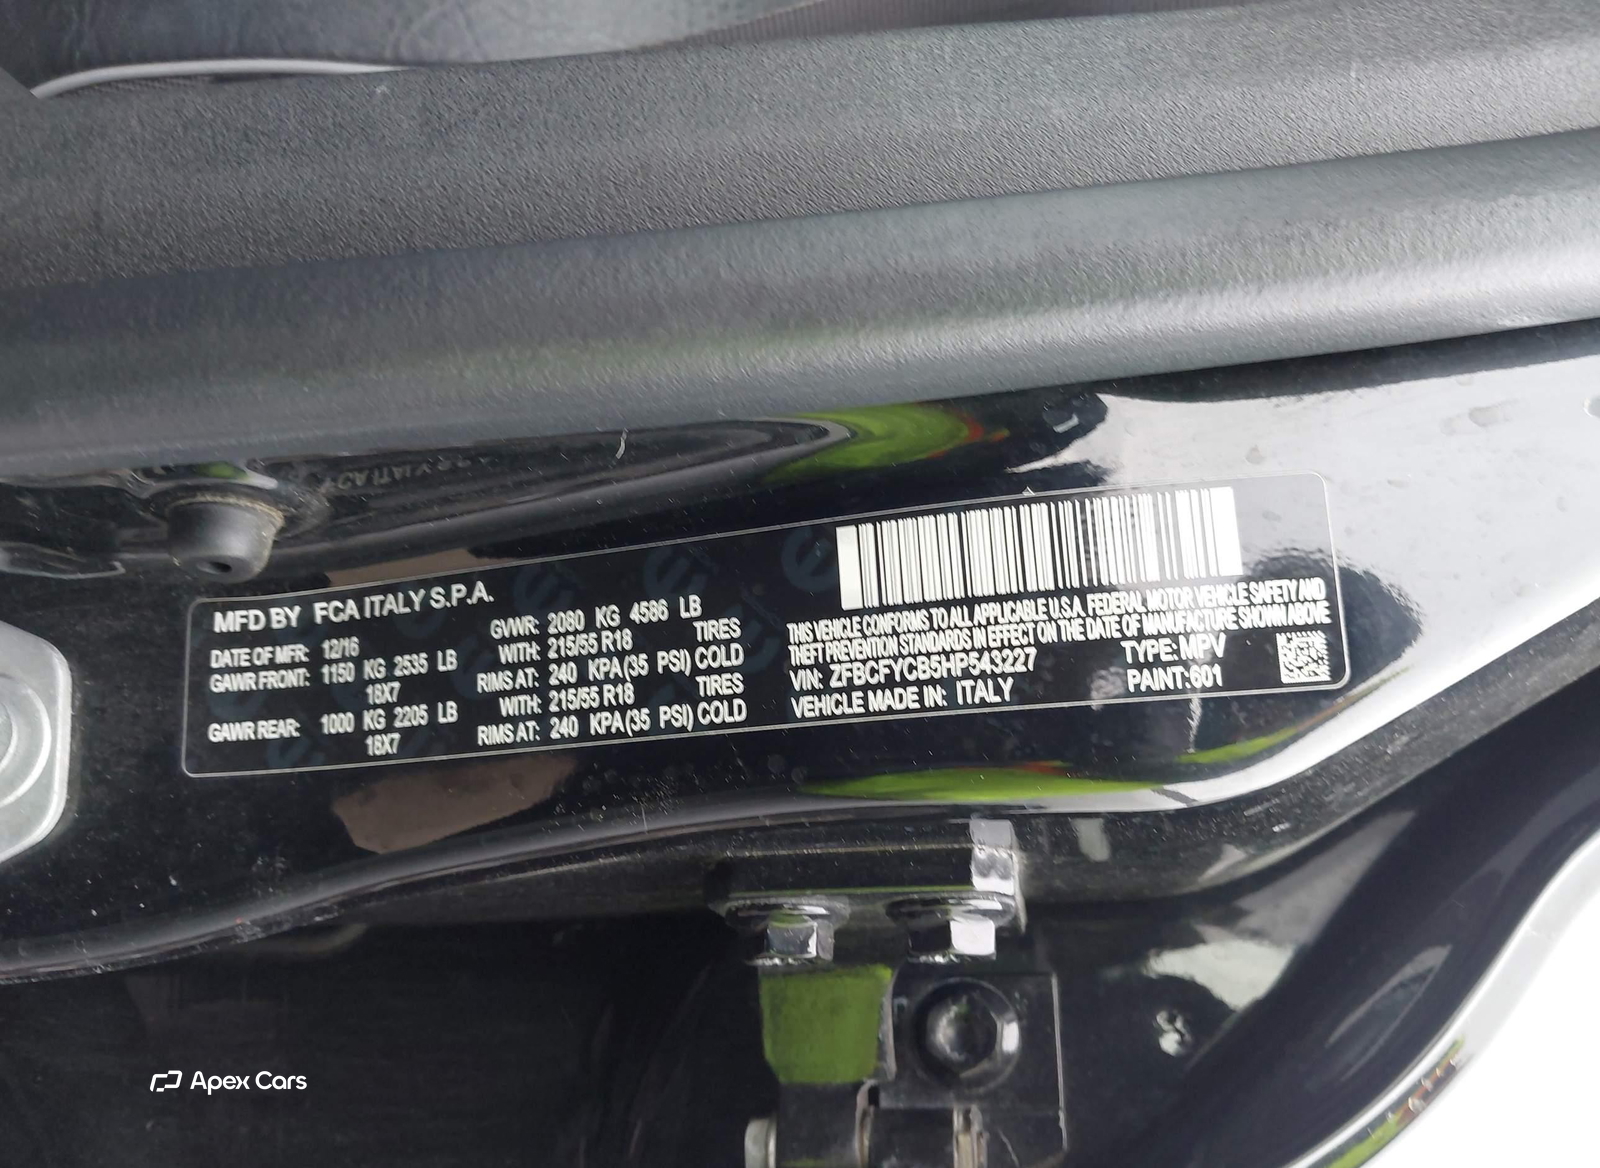 MFD BY FCA ITALY S.P.A.
DATE OF MFR: 12/16 GVWR: 2080 KG 4586 LB
GAWR FRONT: 1150 KG 2535 LB WITH: 215/55 R18 TIRES
18X7 RIMS AT: 240 KPA(35 PSI) COLD
GAWR REAR: 1000 KG 2205 LB WITH: 215/55 R18 TIRES
18X7 RIMS AT: 240 KPA(35 PSI) COLD
THIS VEHICLE CONFORMS TO ALL APPLICABLE U.S.A. FEDERAL MOTOR VEHICLE SAFETY AND
THEFT PREVENTION STANDARDS IN EFFECT ON THE DATE OF MANUFACTURE SHOWN ABOVE
VIN: ZFBCFYCB5HP543227 TYPE: MPV
VEHICLE MADE IN: ITALY PAINT:601
Apex Cars